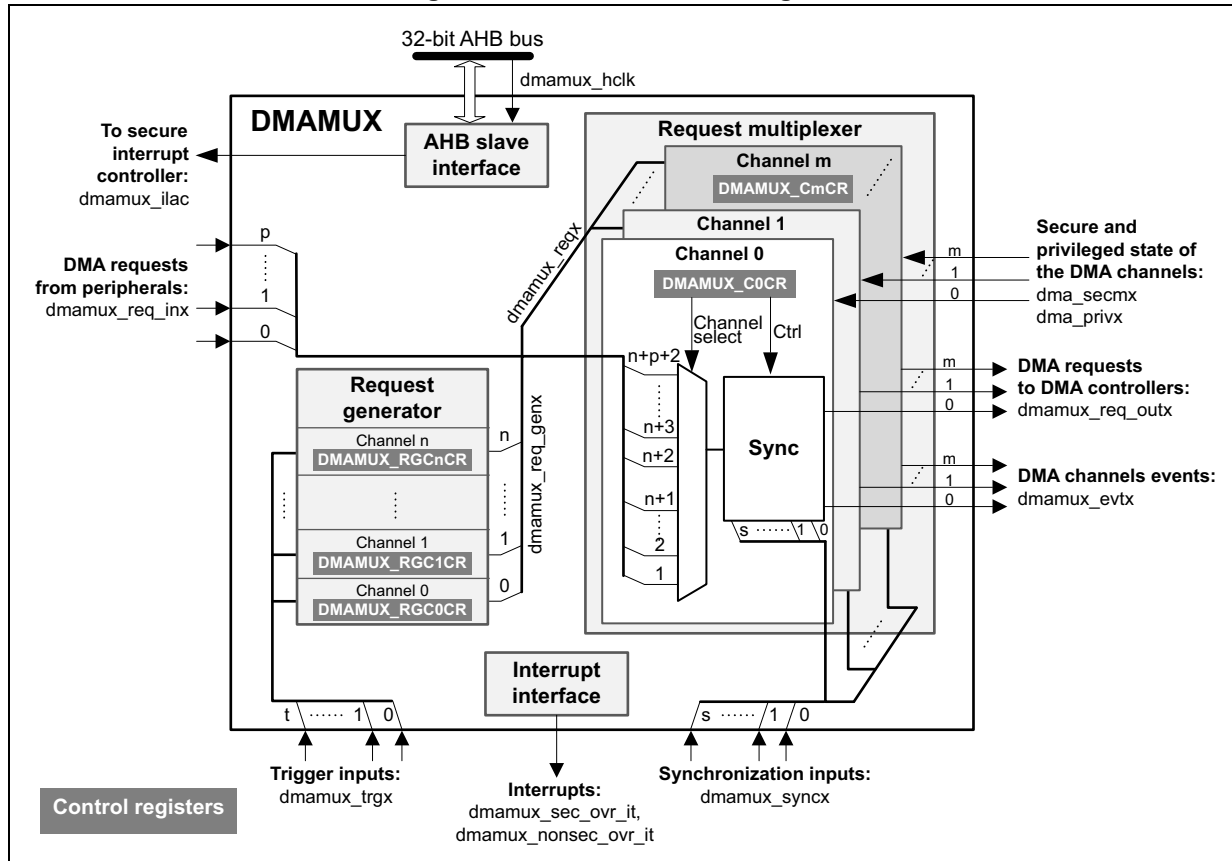 32-bit AHB bus
dmamux_hclk
DMAMUX
To secure
interrupt
controller:
dmamux_ilac
AHB slave
interface
Request multiplexer
Channel m
DMAMUX_CmCR
Channel 1
Channel 0
DMAMUX_C0CR
Channel
select
Ctrl
dmamux_reqx
p
DMA requests
from peripherals:
dmamux_req_inx
1
0
Secure and
privileged state of
the DMA channels:
dma_secmx
dma_privx
m
1
0
n+p+2
n+3
n+2
n+1
2
1
Sync
s
1
0
DMA requests
to DMA controllers:
dmamux_req_outx
m
1
0
DMA channels events:
dmamux_evtx
m
1
0
Request
generator
Channel n
DMAMUX_RGCnCR
Channel 1
DMAMUX_RGC1CR
Channel 0
DMAMUX_RGC0CR
n
1
0
dmamux_req_genx
Interrupt
interface
t
1
0
s
1
0
Trigger inputs:
dmamux_trgx
Interrupts:
dmamux_sec_ovr_it,
dmamux_nonsec_ovr_it
Synchronization inputs:
dmamux_syncx
Control registers